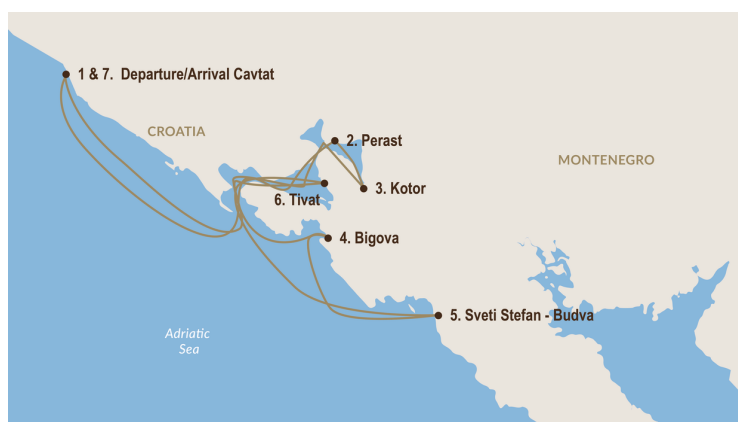 1 & 7.  Departure/Arrival Cavtat
CROATIA
2. Perast
MONTENEGRO
3. Kotor
6. Tivat
4. Bigova
5. Sveti Stefan - Budva
Adriatic
Sea